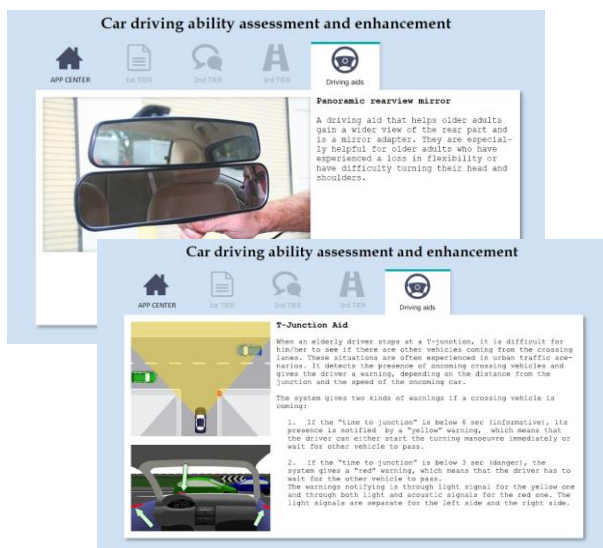 Car driving ability assessment and enhancement
APP CENTER
1st TIER
2nd TIER
3rd TIER
Driving aids
Panoramic rearview mirror
A driving aid that helps older adults
gain a wider view of the rear part and
is a mirror adapter. They are especial-
ly helpful for older adults who have
experienced a loss in flexibility or
have difficulty turning their head and
shoulders.
Car driving ability assessment and enhancement
APP CENTER
1st TIER
2nd TIER
3rd TIER
Driving aids
T-Junction Aid
When an elderly driver stops at a T-junction, it is difficult for
him/her to see if there are other vehicles coming from the crossing
lanes. These situations are often experienced in urban traffic sce-
narios. It detects the presence of oncoming crossing vehicles and
gives the driver a warning, depending on the distance from the
junction and the speed of the oncoming car.
The system gives two kinds of warnings if a crossing vehicle is
coming:
1. If the "time to junction" is below 6 sec (informative), its
presence is notified by a "yellow" warning, which means that
the driver can either start the turning manoeuvre immediately or
wait for other vehicle to pass.
2. If the "time to junction" is below 3 sec (danger), the
system gives a "red" warning, which means that the driver has to
wait for the other vehicle to pass.
The warnings notifying is through light signal for the yellow one
and through both light and acoustic signals for the red one. The
light signals are separate for the left side and the right side.